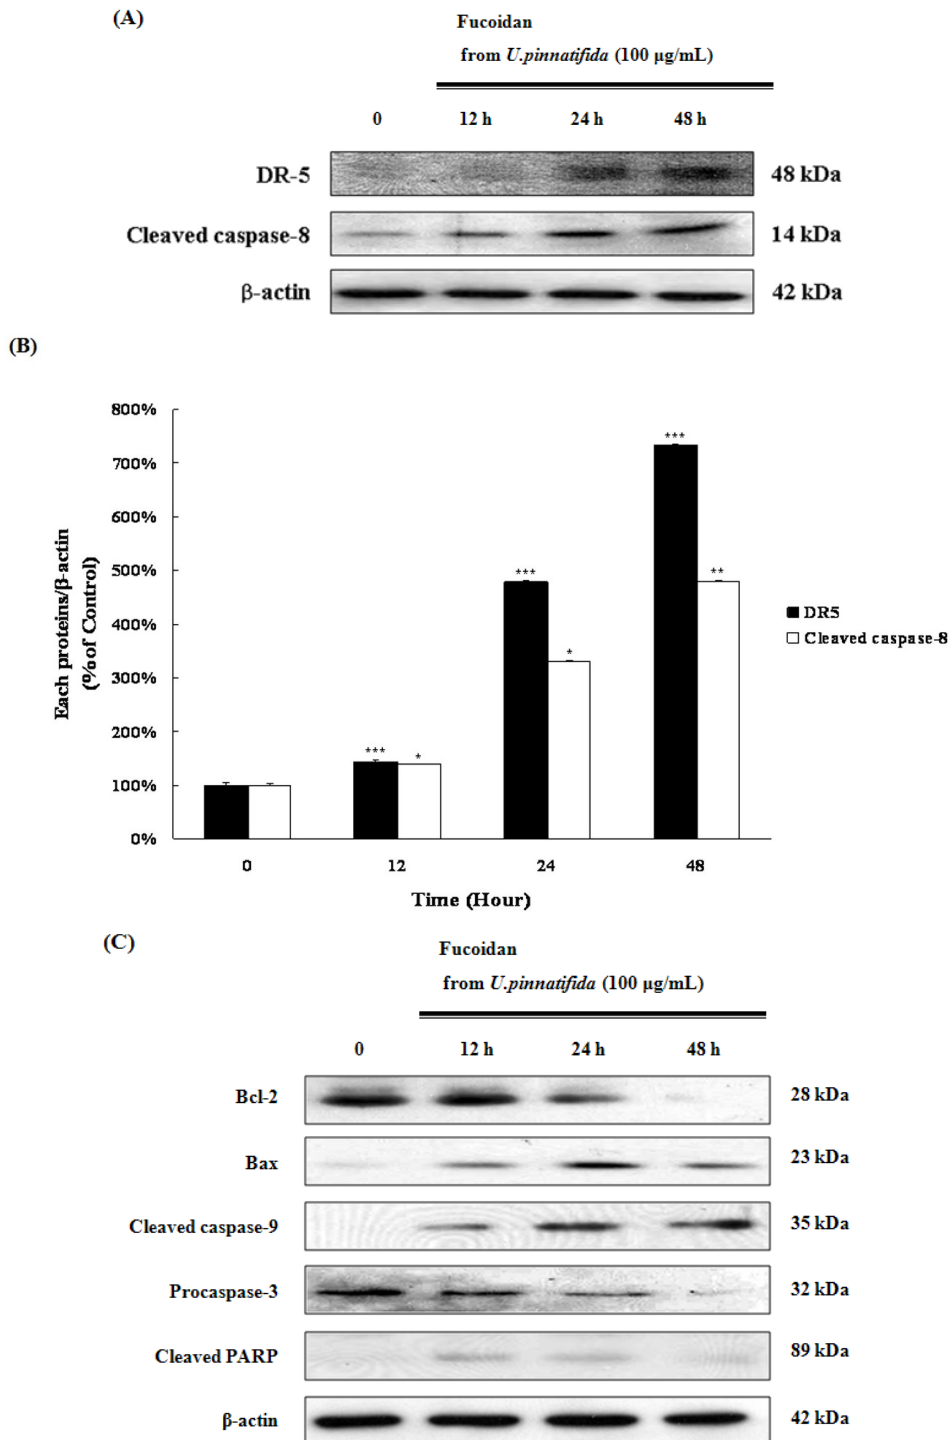 (A)
Fucoidan
from U.pinnatifida (100 µg/mL)
0 12 h 24 h 48 h
DR-5 48 kDa
Cleaved caspase-8 14 kDa
β-actin 42 kDa
(B)
800%
700%
600%
500%
400%
300%
200%
100%
0%
Each proteins/β-actin
(% of Control)
*** * *** * *** **
DR5
Cleaved caspase-8
0 12 24 48
Time (Hour)
(C)
Fucoidan
from U.pinnatifida (100 µg/mL)
0 12 h 24 h 48 h
Bcl-2 28 kDa
Bax 23 kDa
Cleaved caspase-9 35 kDa
Procaspase-3 32 kDa
Cleaved PARP 89 kDa
β-actin 42 kDa